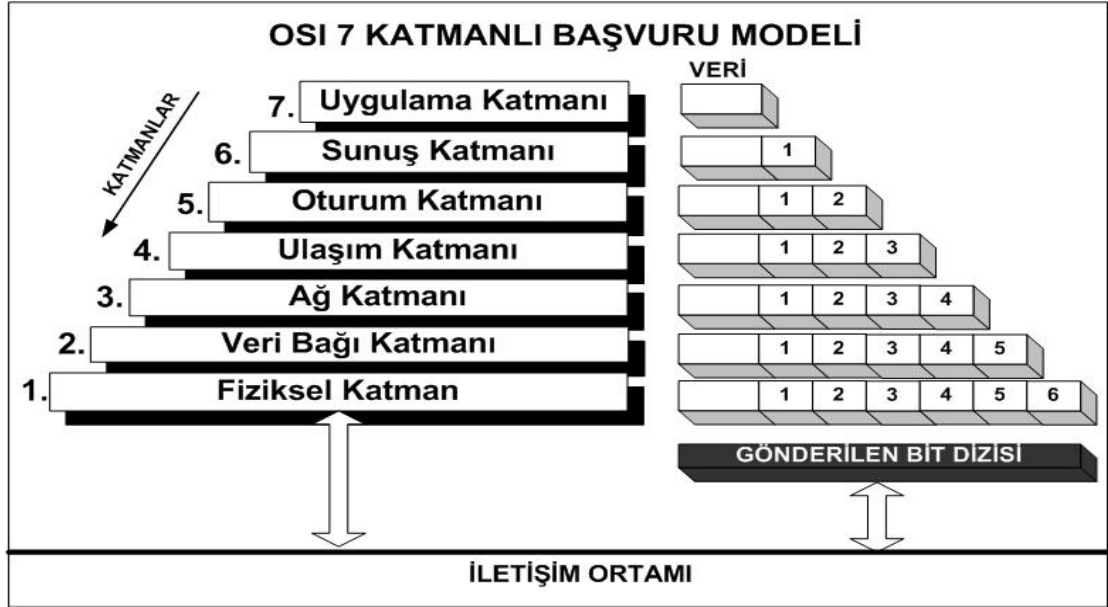 OSI 7 KATMANLI BAŞVURU MODELİ
VERİ
KATMANLAR
7. Uygulama Katmanı
6. Sunuş Katmanı 1
5. Oturum Katmanı 1 2
4. Ulaşım Katmanı 1 2 3
3. Ağ Katmanı 1 2 3 4
2. Veri Bağı Katmanı 1 2 3 4 5
1. Fiziksel Katman 1 2 3 4 5 6
GÖNDERİLEN BIT DİZİSİ
İLETİŞİM ORTAMI